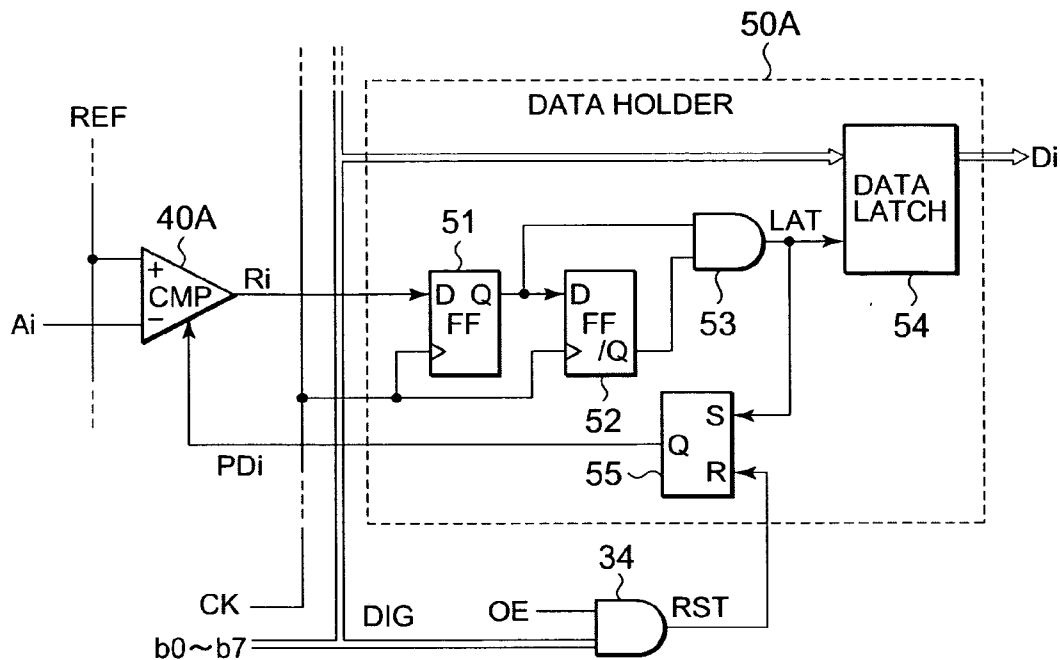 50A
DATA HOLDER
REF
Di
DATA
LATCH
40A
51
LAT
+
CMP
−
Ri
D Q
FF
D
FF
/Q
53
54
Ai
52
S
Q
R
PDi
55
34
CK
DIG
OE
RST
b0~b7